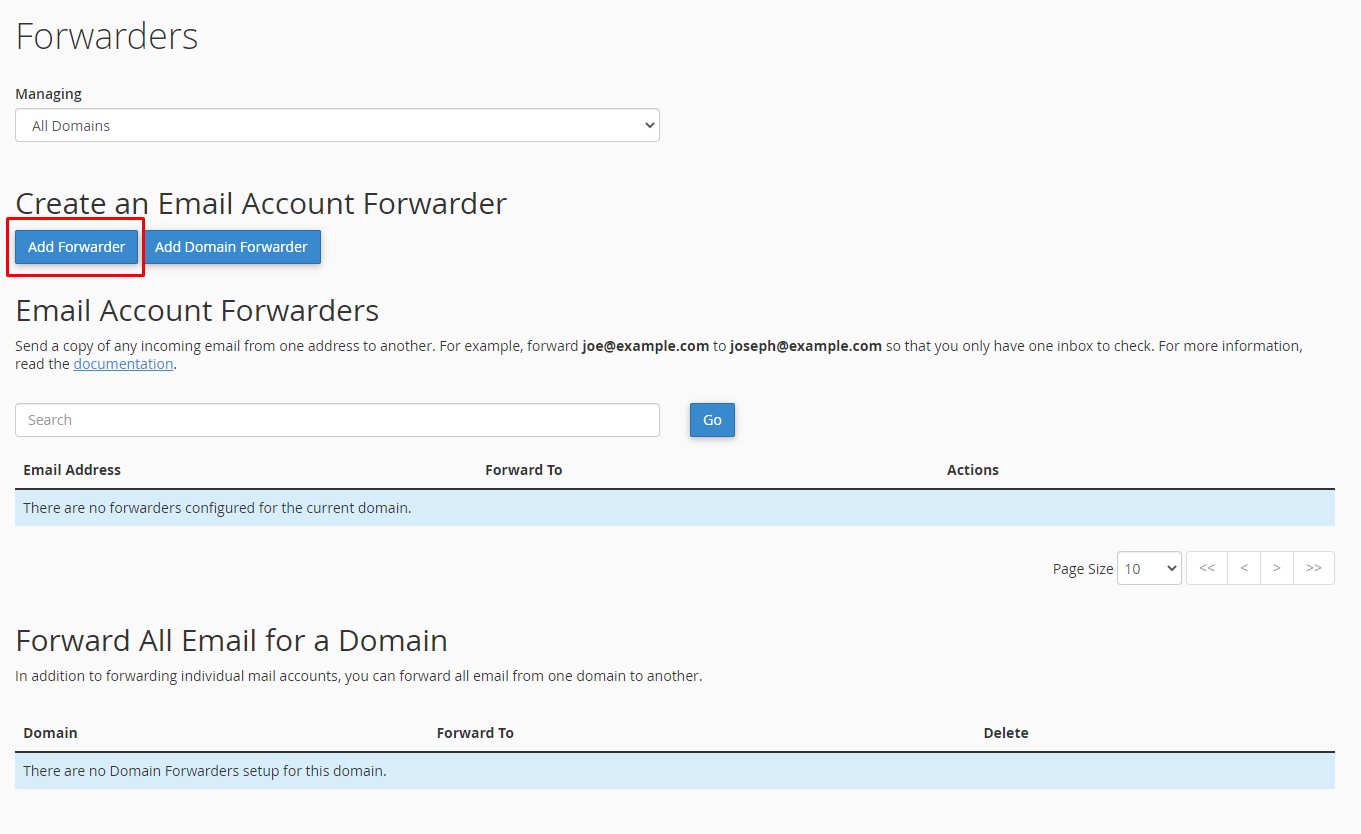 Forwarders
Managing
All Domains
Create an Email Account Forwarder
Add Forwarder Add Domain Forwarder
Email Account Forwarders
Send a copy of any incoming email from one address to another. For example, forward joe@example.com to joseph@example.com so that you only have one inbox to check. For more information,
read the documentation.
Search Go
Email Address Forward To Actions
There are no forwarders configured for the current domain.
Page Size 10 << < > >>
Forward All Email for a Domain
In addition to forwarding individual mail accounts, you can forward all email from one domain to another.
Domain Forward To Delete
There are no Domain Forwarders setup for this domain.